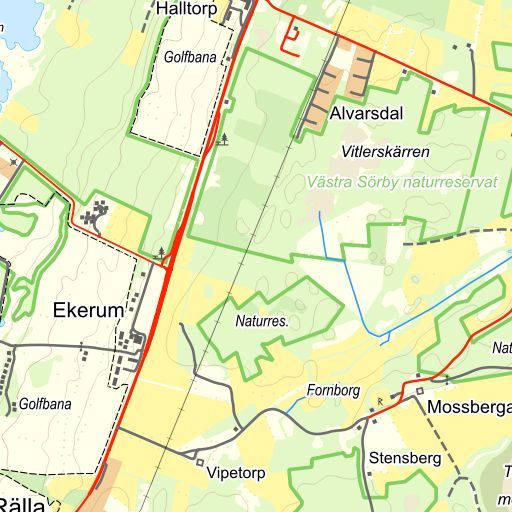 Halltorp
Golfbana
Alvarsdal
Vitlerskärren
Västra Sörby naturreservat
Ekerum
Naturres.
Nat
Fornborg
Golfbana
R
Mossberga
Stensberg
Vipetorp
T
Rälla
m